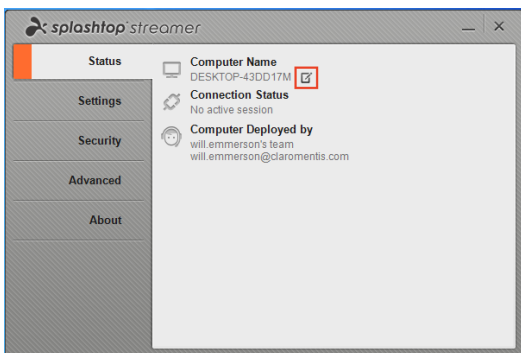 splashtop streamer
Status
Settings
Security
Advanced
About
Computer Name
DESKTOP-43DD17M
Connection Status
No active session
Computer Deployed by
will.emmerson's team
will.emmerson@claromentis.com